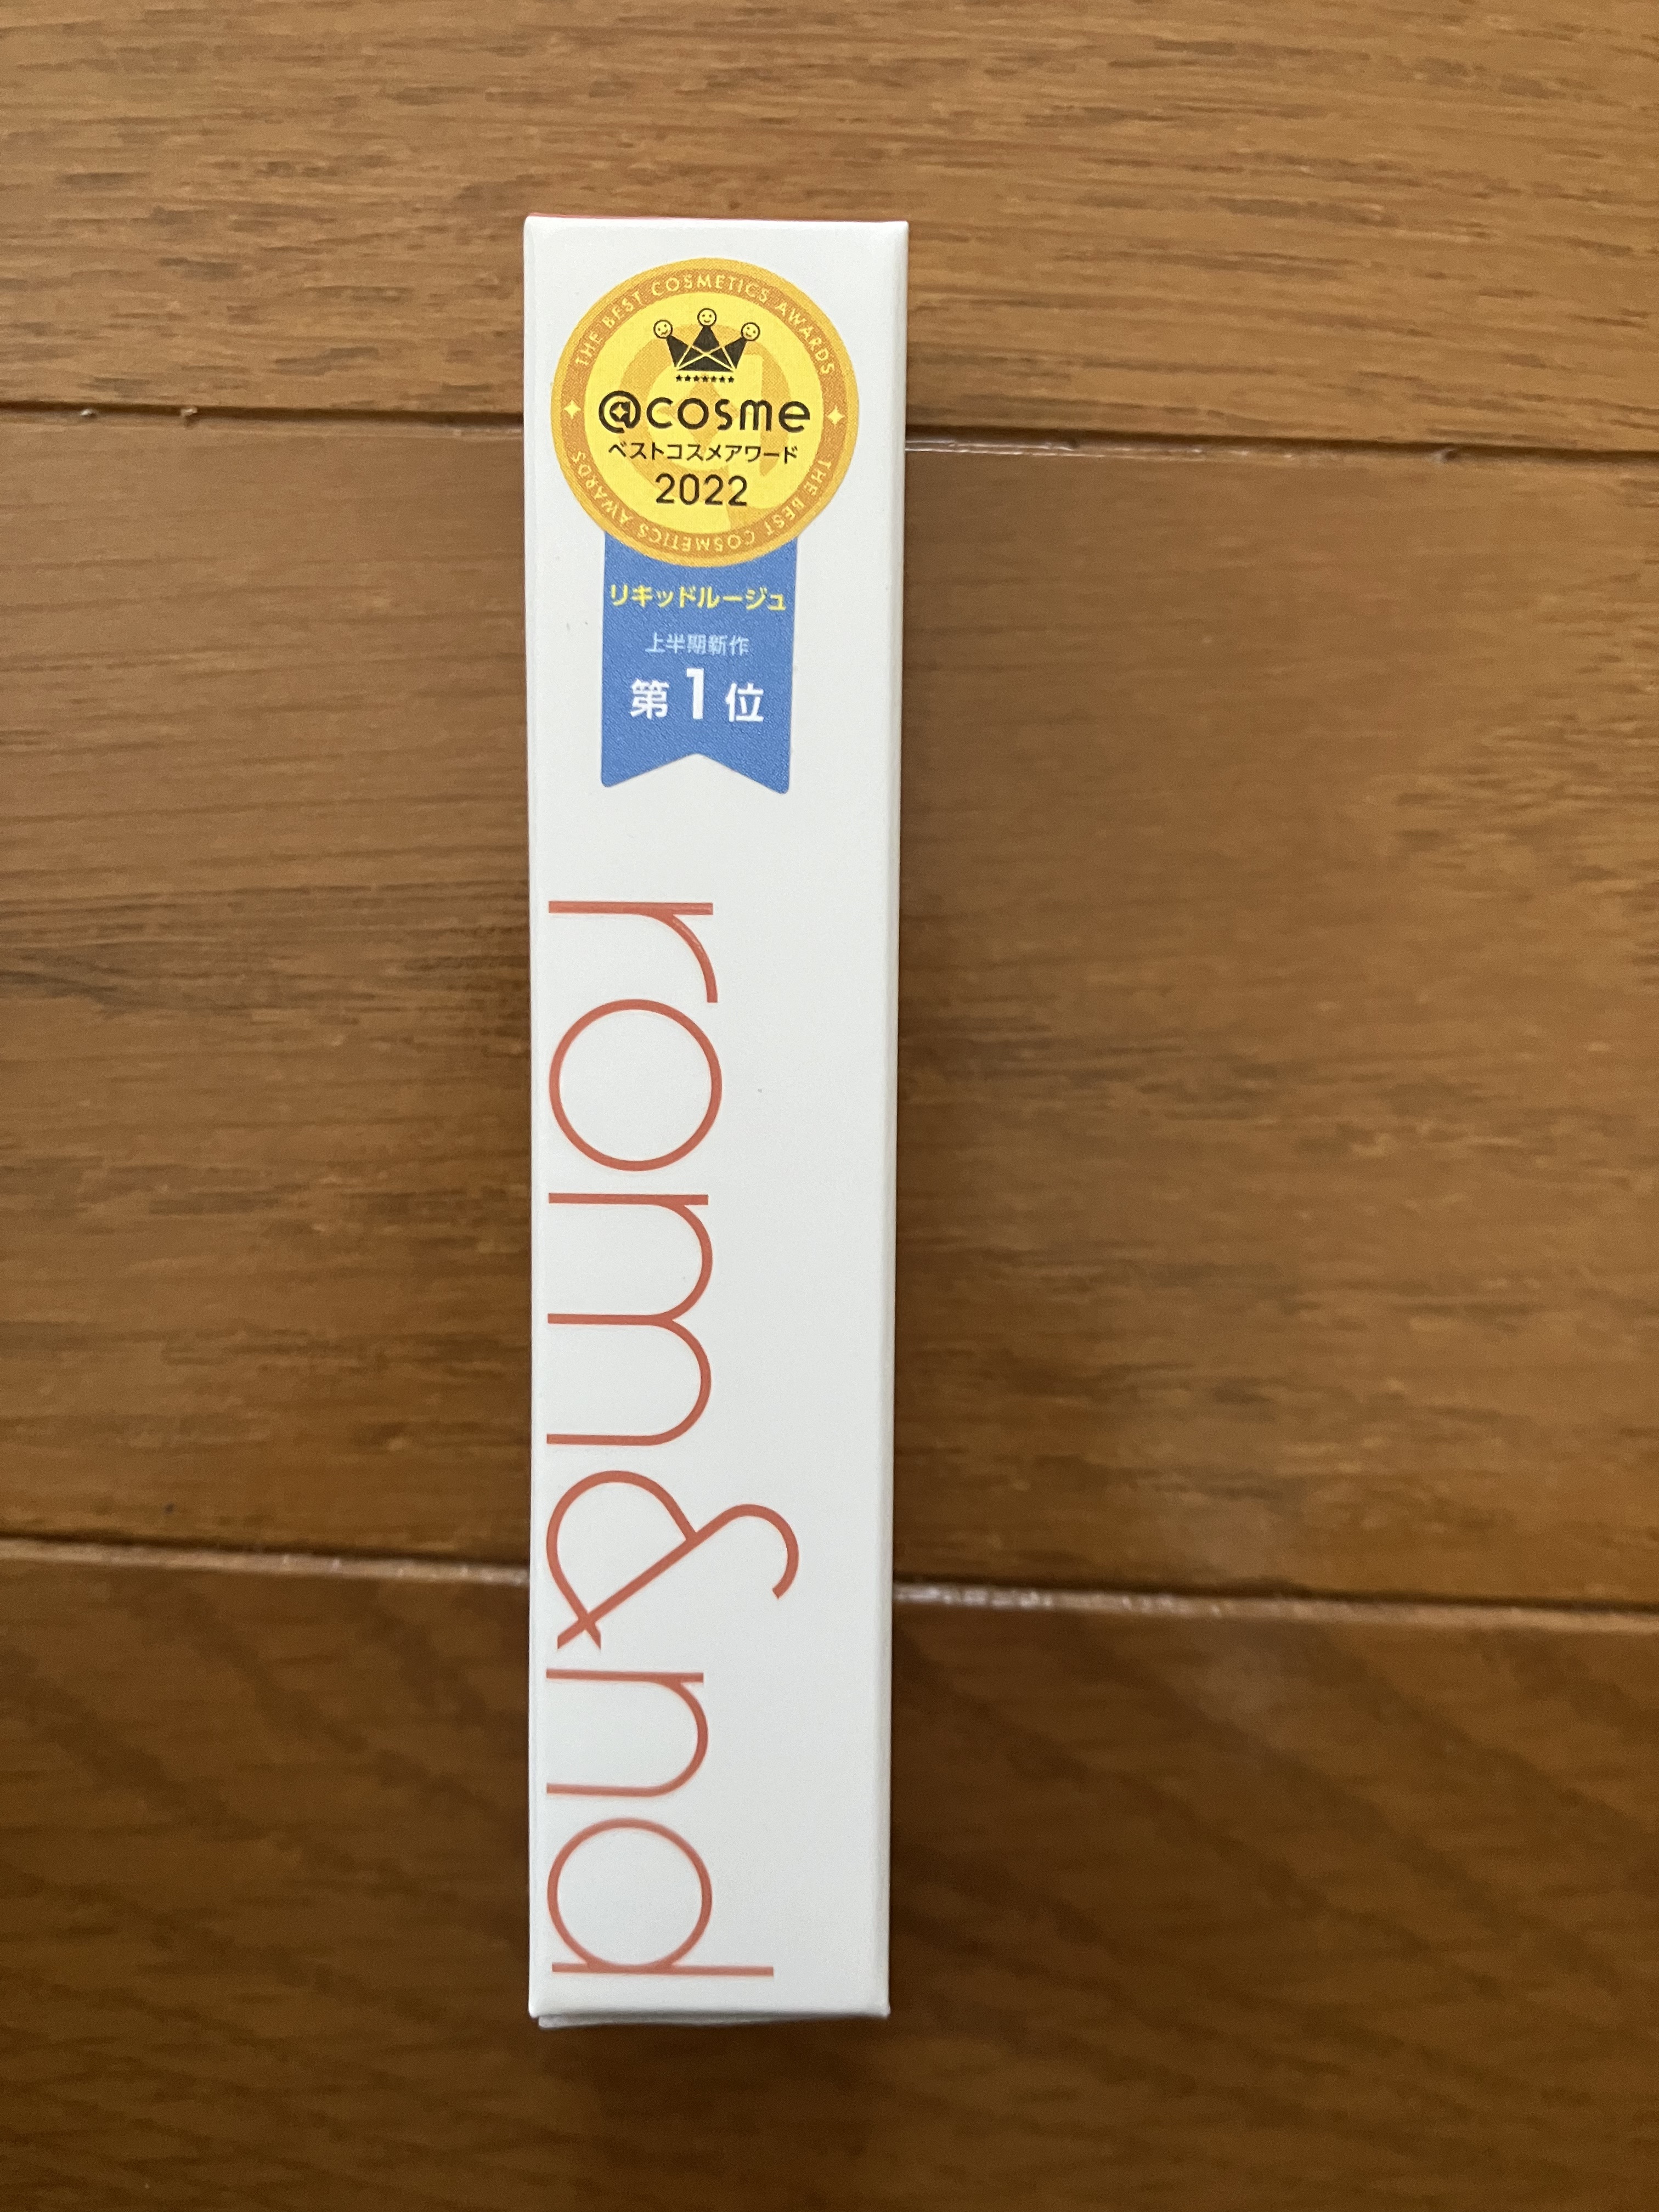 THE BEST COSMETICS AWARDS
@cosme
ベストコスメアワード
2022
THE BEST COSMETICS AWARDS
リキッドルージュ
上半期新作
第1位
rom&nd